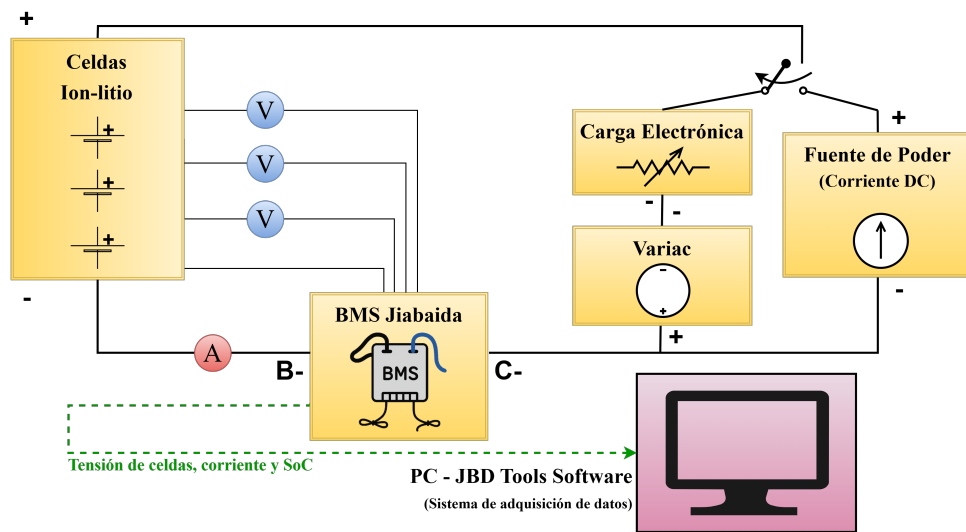 +
Celdas
Ion-litio
+
+
+
-
V
V
V
A
B-
BMS Jiabaida
BMS
C-
Carga Electrónica
-
-
Variac
-
+
+
+
Fuente de Poder
(Corriente DC)
-
Tensión de celdas, corriente y SoC
PC - JBD Tools Software
(Sistema de adquisición de datos)